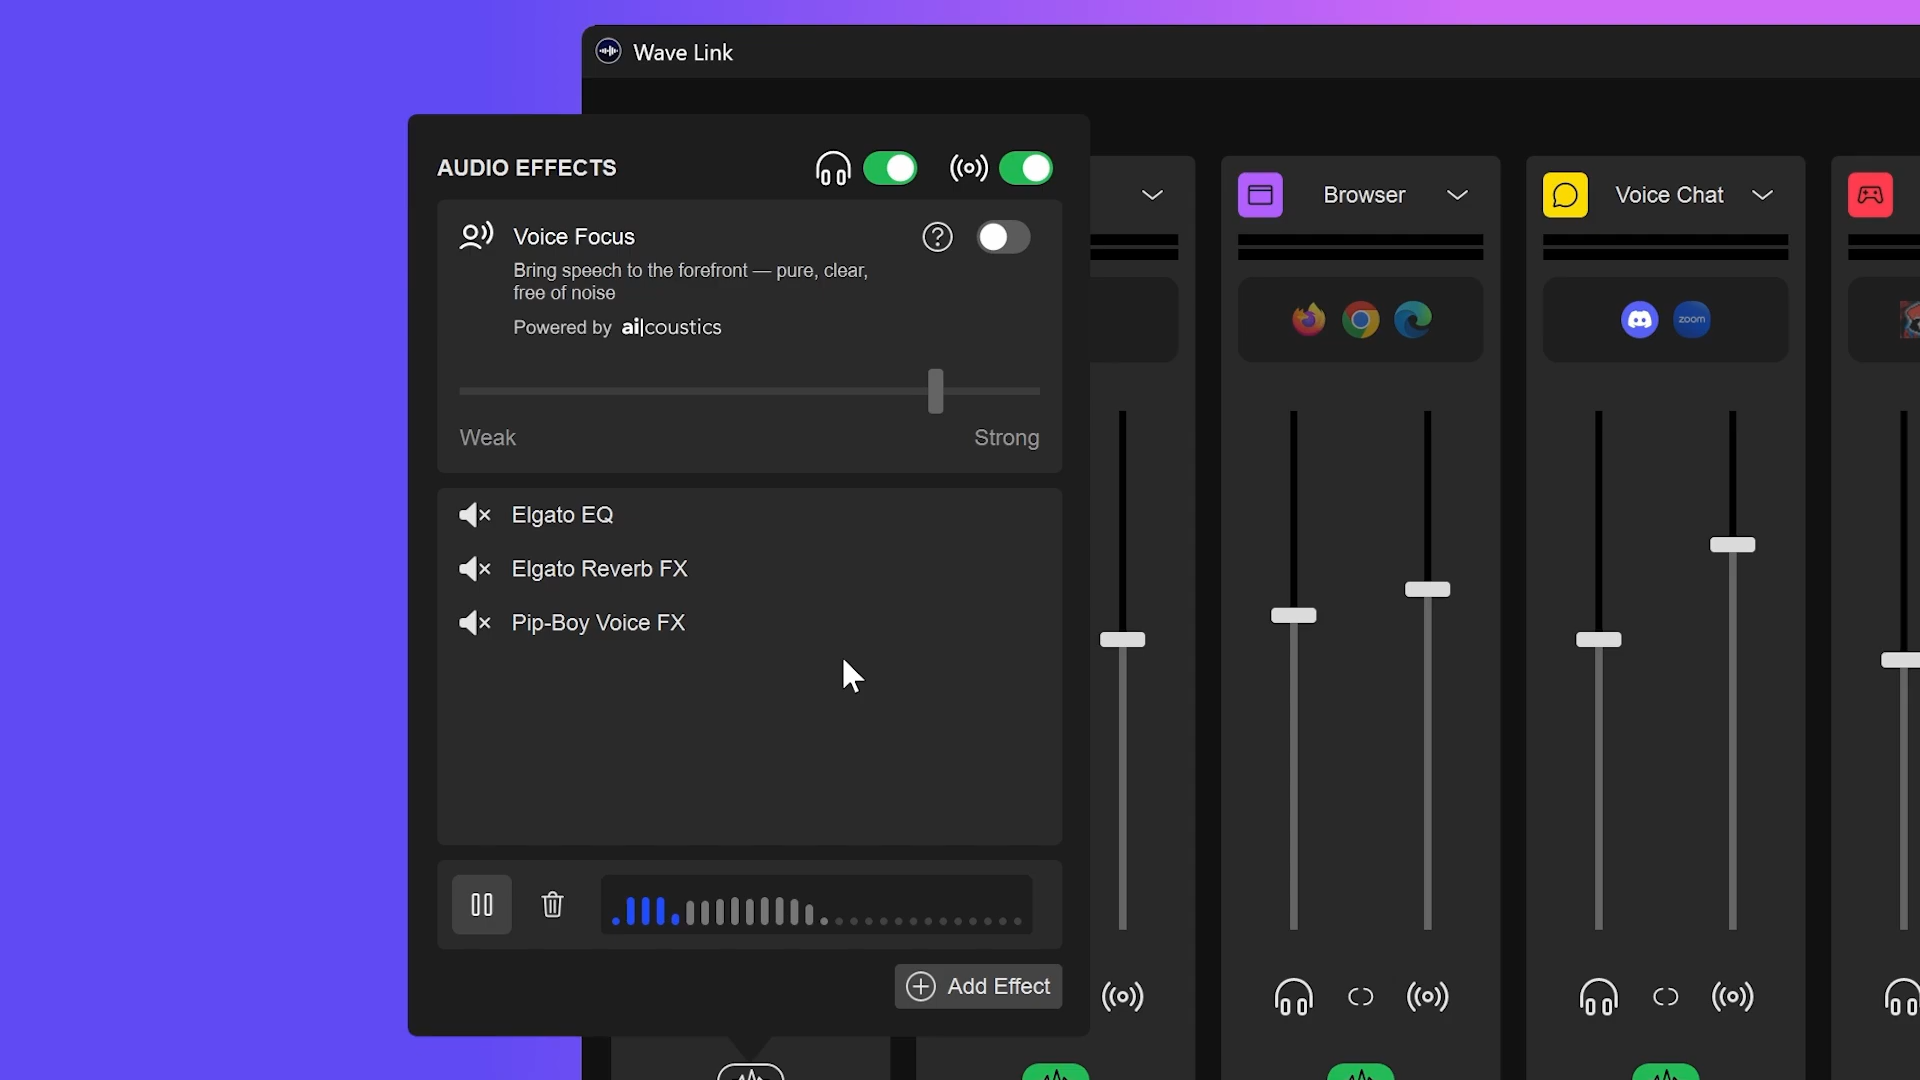 Wave Link
AUDIO EFFECTS
Voice Focus
Bring speech to the forefront — pure, clear,
free of noise
Powered by ai|coustics
Weak
Strong
Elgato EQ
Elgato Reverb FX
Pip-Boy Voice FX
Add Effect
Browser
Voice Chat
zoom